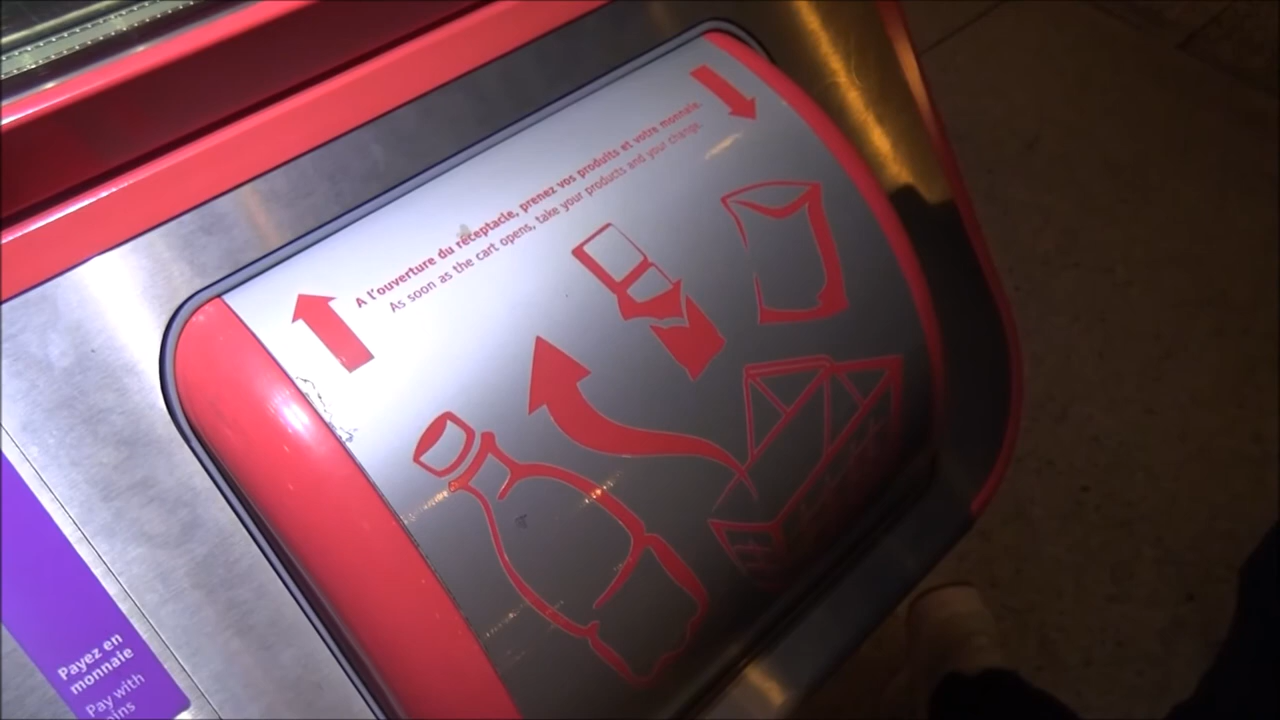 A l'ouverture du réceptacle, prenez vos produits et votre monnaie.
As soon as the cart opens, take your products and your change.
Payez en
monnaie
Pay with